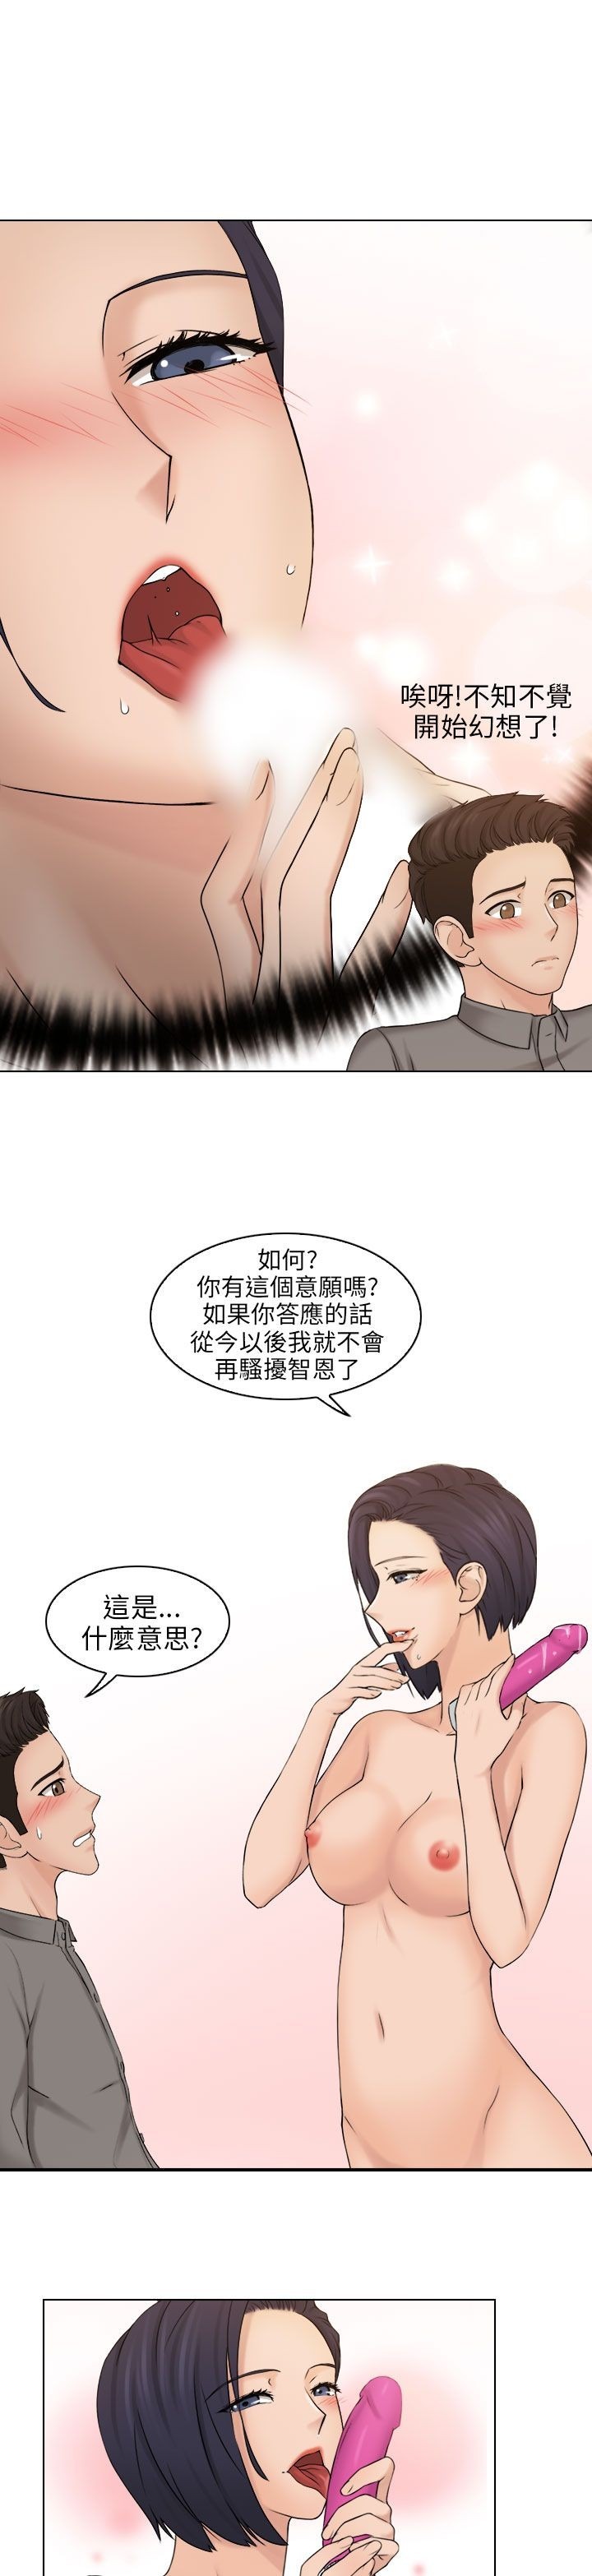 唉呀!不知不覺
開始幻想了!
如何?
你有這個意願嗎?
如果你答應的話
從今以後我就不會
再騷擾智恩了
這是...
什麼意思?